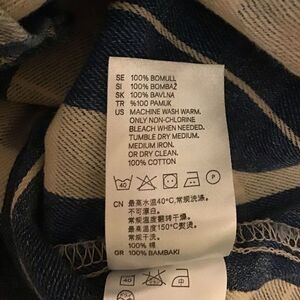 SE 100% BOMULL
SI 100% BOMBAŽ
SK 100% BAVLNA
TR %100 PAMUK
US MACHINE WASH WARM.
ONLY NON-CHLORINE
BLEACH WHEN NEEDED.
TUMBLE DRY MEDIUM.
MEDIUM IRON.
OR DRY CLEAN.
100% COTTON
40 P
CN 最高水温40°C,常规洗涤。
不可漂白。
常规温度翻转干燥。
最高温度150°C熨烫。
常规干洗。
100% 棉
GR 100% ΒΑΜΒΑΚΙ
40 中